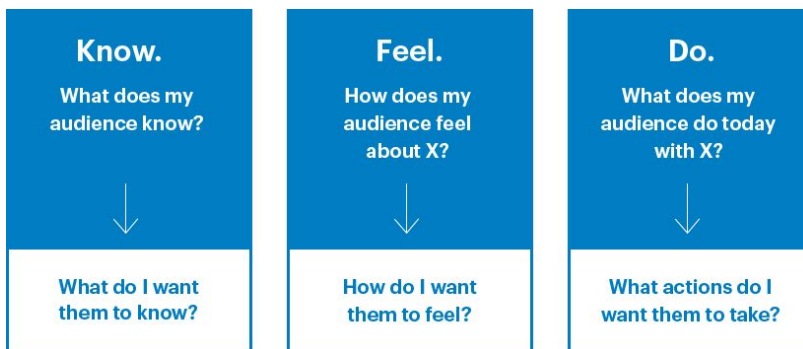 Know.
What does my
audience know?
What do I want
them to know?
Feel.
How does my
audience feel
about X?
How do I want
them to feel?
Do.
What does my
audience do today
with X?
What actions do I
want them to take?